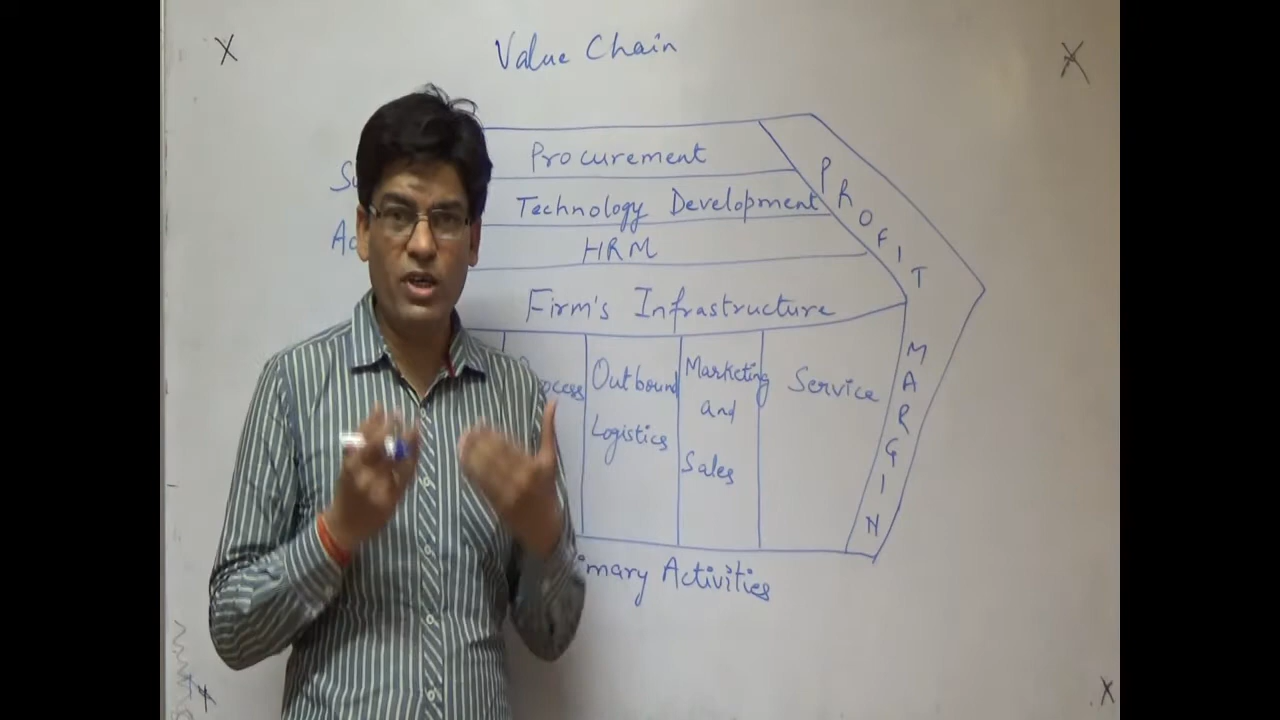 Value Chain
Procurement
Technology Development
HRM
Firm's Infrastructure
Outbound
Logistics
Marketing
and
Sales
Service
PROFIT
MARGIN
Activities